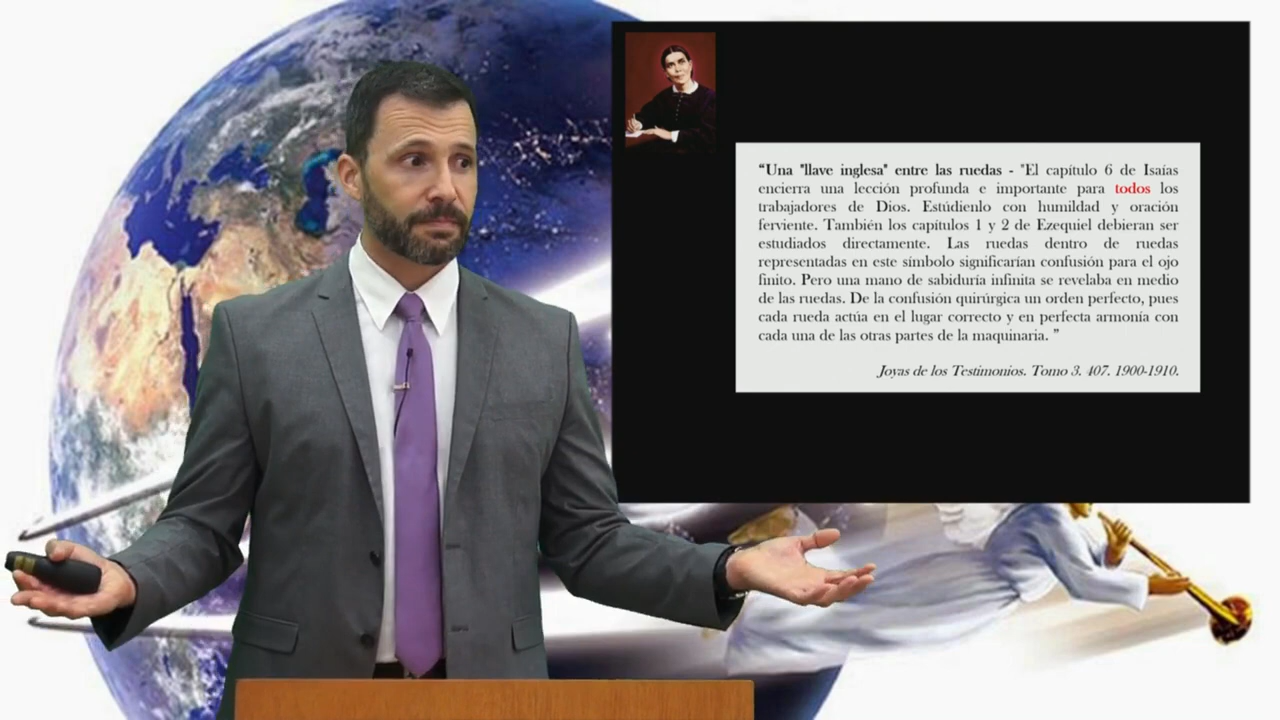 “Una "llave inglesa" entre las ruedas - "El capítulo 6 de Isaías
encierra una lección profunda e importante para todos los
trabajadores de Dios. Estúdienlo con humildad y oración
ferviente. También los capítulos 1 y 2 de Ezequiel debieran ser
estudiados directamente. Las ruedas dentro de ruedas
representadas en este símbolo significarían confusión para el ojo
finito. Pero una mano de sabiduría infinita se revelaba en medio
de las ruedas. De la confusión quirúrgica un orden perfecto, pues
cada rueda actúa en el lugar correcto y en perfecta armonía con
cada una de las otras partes de la maquinaria. ”
Joyas de los Testimonios. Tomo 3. 407. 1900-1910.